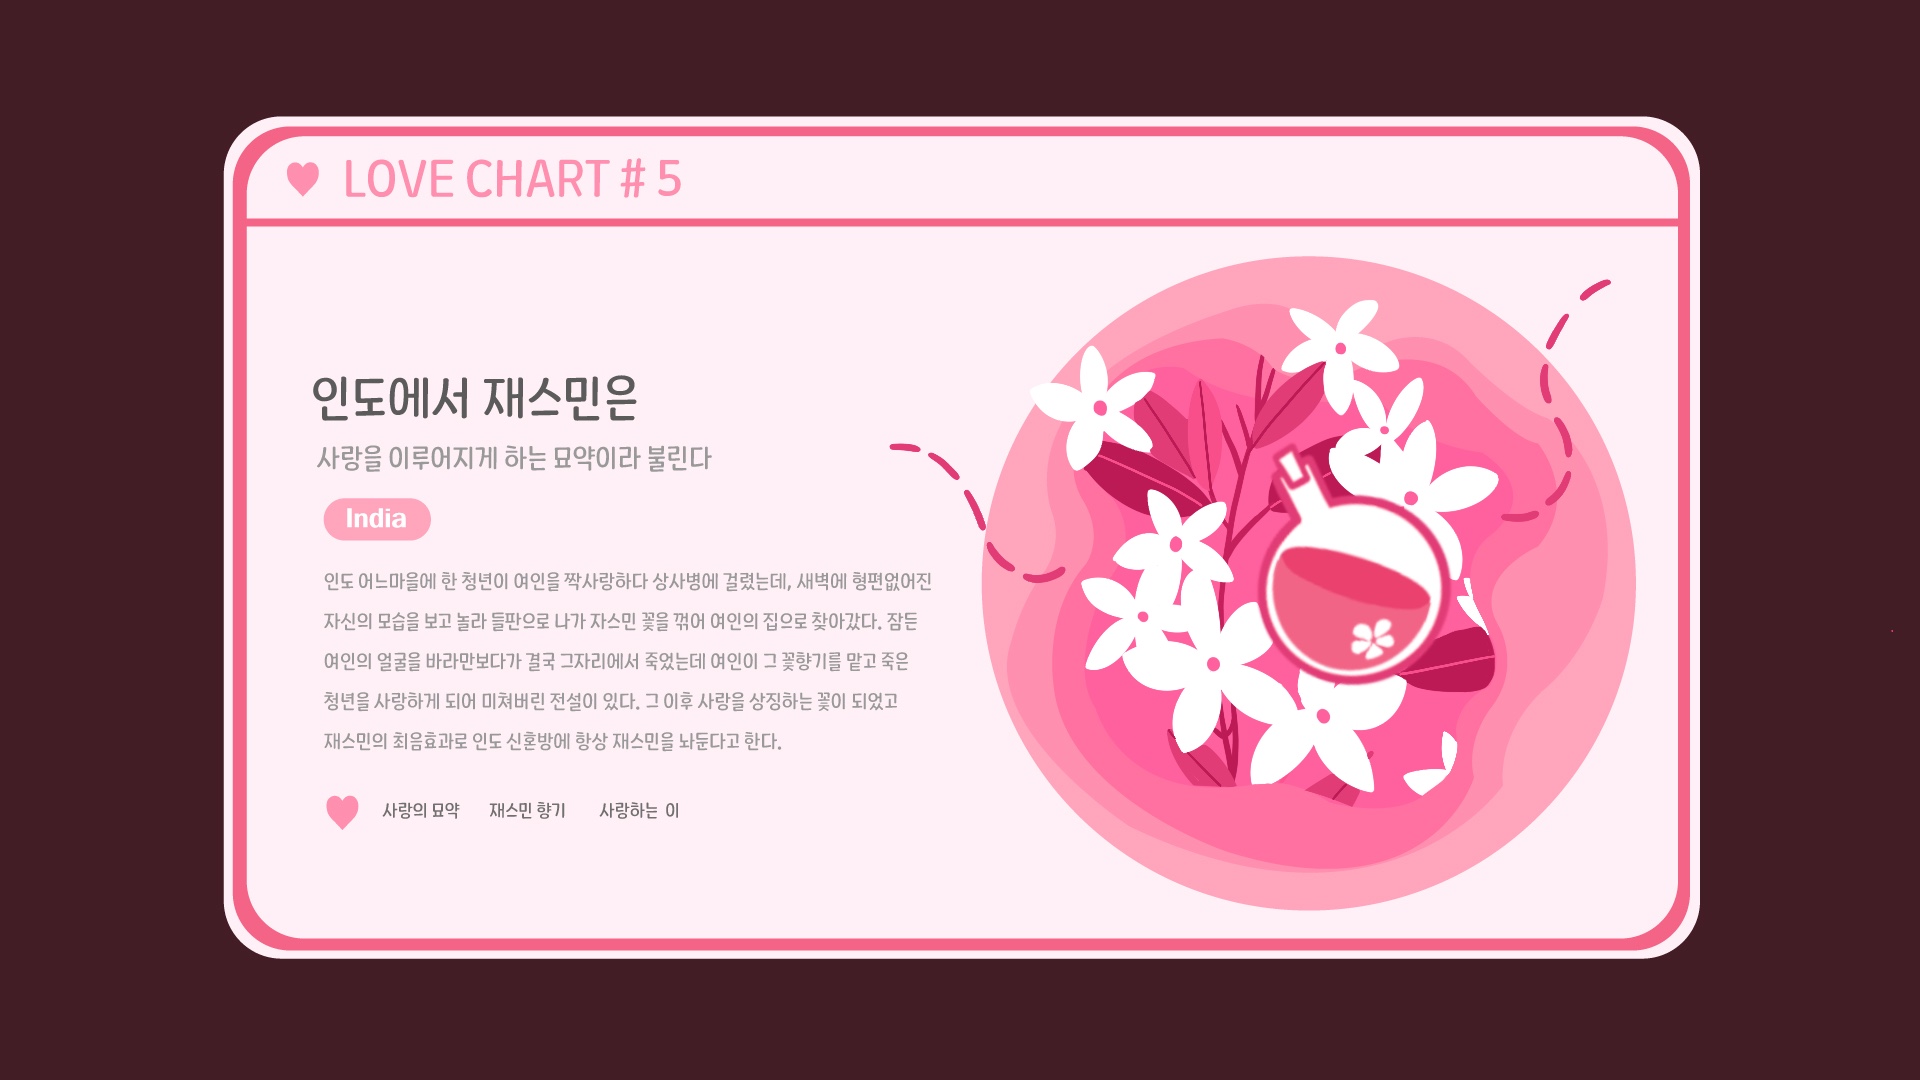 LOVE CHART # 5
인도에서 재스민은
사랑을 이루어지게 하는 묘약이라 불린다
India
인도 어느마을에 한 청년이 여인을 짝사랑하다 상사병에 걸렸는데, 새벽에 형편없어진
자신의 모습을 보고 놀라 들판으로 나가 자스민 꽃을 꺾어 여인의 집으로 찾아갔다. 잠든
여인의 얼굴을 바라만보다가 결국 그자리에서 죽었는데 여인이 그 꽃향기를 맡고 죽은
청년을 사랑하게 되어 미쳐버린 전설이 있다. 그 이후 사랑을 상징하는 꽃이 되었고
재스민의 최음효과로 인도 신혼방에 항상 재스민을 놔둔다고 한다.
사랑의 묘약 재스민 향기 사랑하는 이